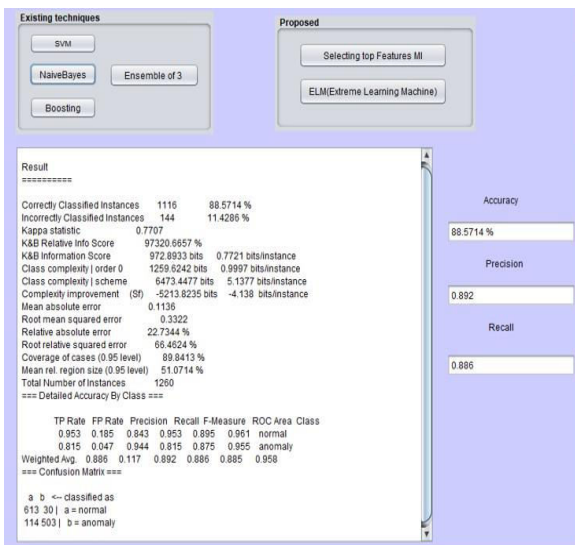 Existing techniques
SVM
NaiveBayes
Ensemble of 3
Boosting
Proposed
Selecting top Features MI
ELM(Extreme Learning Machine)
Result
==========
Correctly Classified Instances 1116 88.5714 %
Incorrectly Classified Instances 144 11.4286 %
Kappa statistic 0.7707
K&B Relative Info Score 97320.6657 %
K&B Information Score 972.8933 bits 0.7721 bits/instance
Class complexity | order 0 1259.6242 bits 0.9997 bits/instance
Class complexity | scheme 6473.4477 bits 5.1377 bits/instance
Complexity improvement (Sf) -5213.8235 bits -4.138 bits/instance
Mean absolute error 0.1136
Root mean squared error 0.3322
Relative absolute error 22.7344 %
Root relative squared error 66.4624 %
Coverage of cases (0.95 level) 89.8413 %
Mean rel. region size (0.95 level) 51.0714 %
Total Number of Instances 1260
=== Detailed Accuracy By Class ===
TP Rate FP Rate Precision Recall F-Measure ROC Area Class
0.953 0.185 0.843 0.953 0.895 0.961 normal
0.815 0.047 0.944 0.815 0.875 0.955 anomaly
Weighted Avg. 0.886 0.117 0.892 0.886 0.885 0.958
=== Confusion Matrix ===
a b <-- classified as
613 30 | a = normal
114 503 | b = anomaly
Accuracy
88.5714 %
Precision
0.892
Recall
0.886